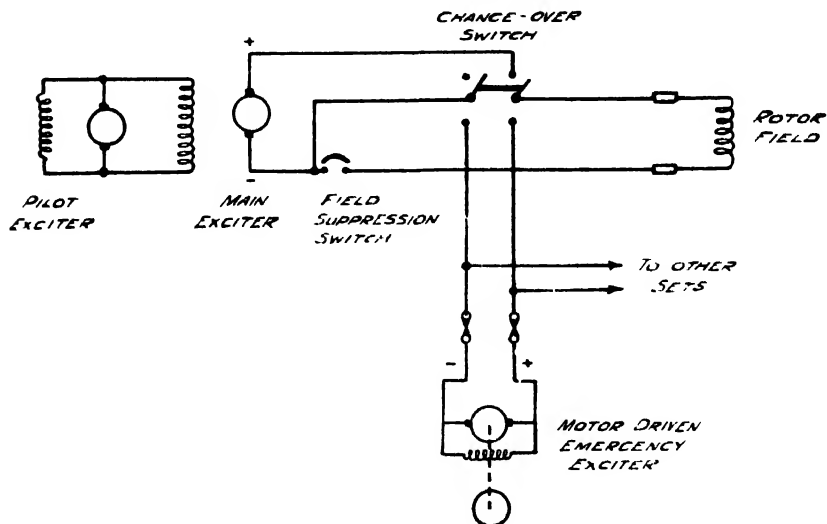 CHANGE-OVER
SWITCH
+
PILOT
EXCITER
-
MAIN
EXCITER
FIELD
SUPPRESSION
SWITCH
ROTOR
FIELD
TO OTHER
SETS
- +
MOTOR DRIVEN
EMERGENCY
EXCITER